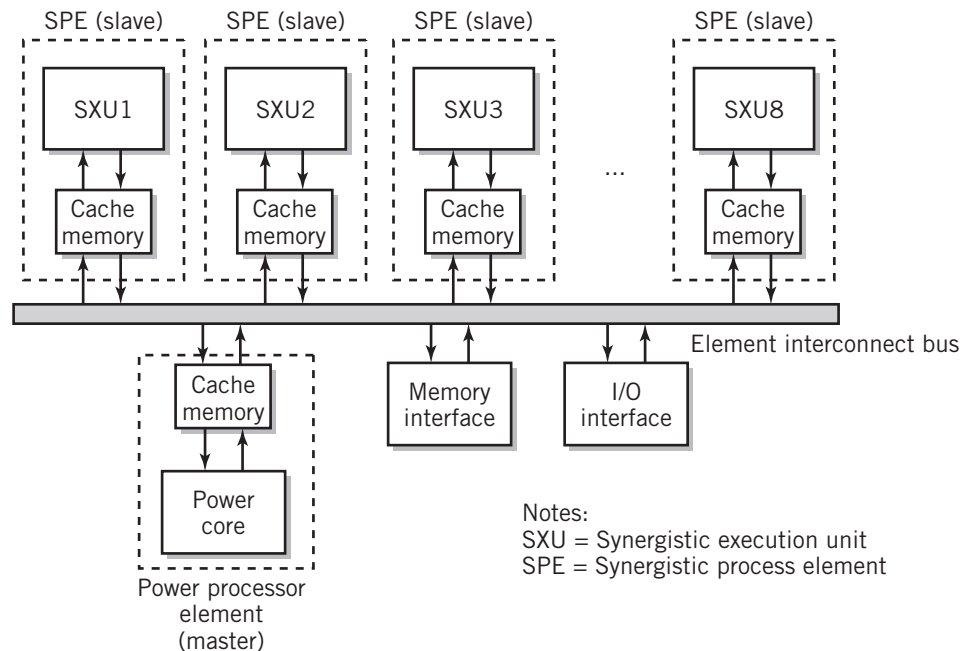 SPE (slave)
SPE (slave)
SPE (slave)
SPE (slave)
SXU1
SXU2
SXU3
SXU8
...
Cache
memory
Cache
memory
Cache
memory
Cache
memory
Element interconnect bus
Cache
memory
Memory
interface
I/O
interface
Power
core
Power processor
element
(master)
Notes:
SXU = Synergistic execution unit
SPE = Synergistic process element